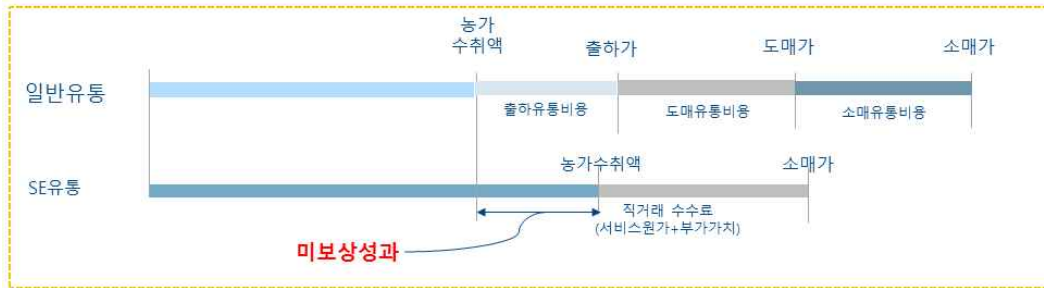 농가
수취액
출하가
도매가
소매가
일반유통
출하유통비용
도매유통비용
소매유통비용
농가수취액
소매가
SE유통
직거래 수수료
(서비스원가+부가가치)
미보상성과